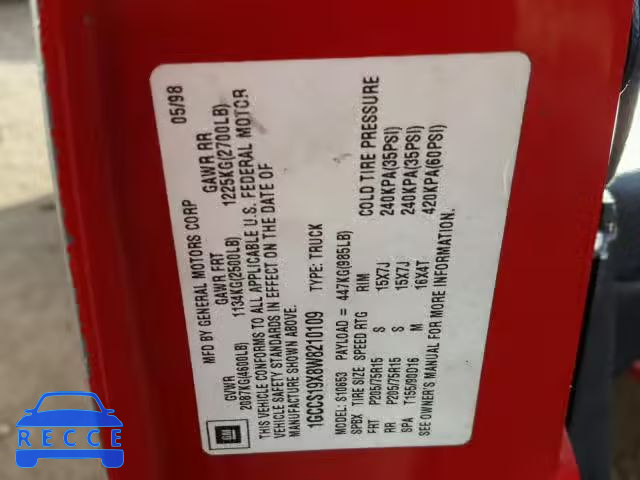 MFD BY GENERAL MOTORS CORP 05/98
GVWR GAWR FRT GAWR RR
2087KG(4600LB) 1134KG(2500LB) 1225KG(2700LB)
THIS VEHICLE CONFORMS TO ALL APPLICABLE U.S. FEDERAL MOTOR
VEHICLE SAFETY STANDARDS IN EFFECT ON THE DATE OF
MANUFACTURE SHOWN ABOVE.
1GCCS19X8W8210109 TYPE: TRUCK
MODEL: S10653 PAYLOAD = 447KG(985LB)
SPBX TIRE SIZE SPEED RTG RIM COLD TIRE PRESSURE
FRT P205/75R15 S 15X7J 240KPA(35PSI)
RR P205/75R15 S 15X7J 240KPA(35PSI)
SPA T155/90D16 M 16X4T 420KPA(60PSI)
SEE OWNER'S MANUAL FOR MORE INFORMATION.
GM
RECCE